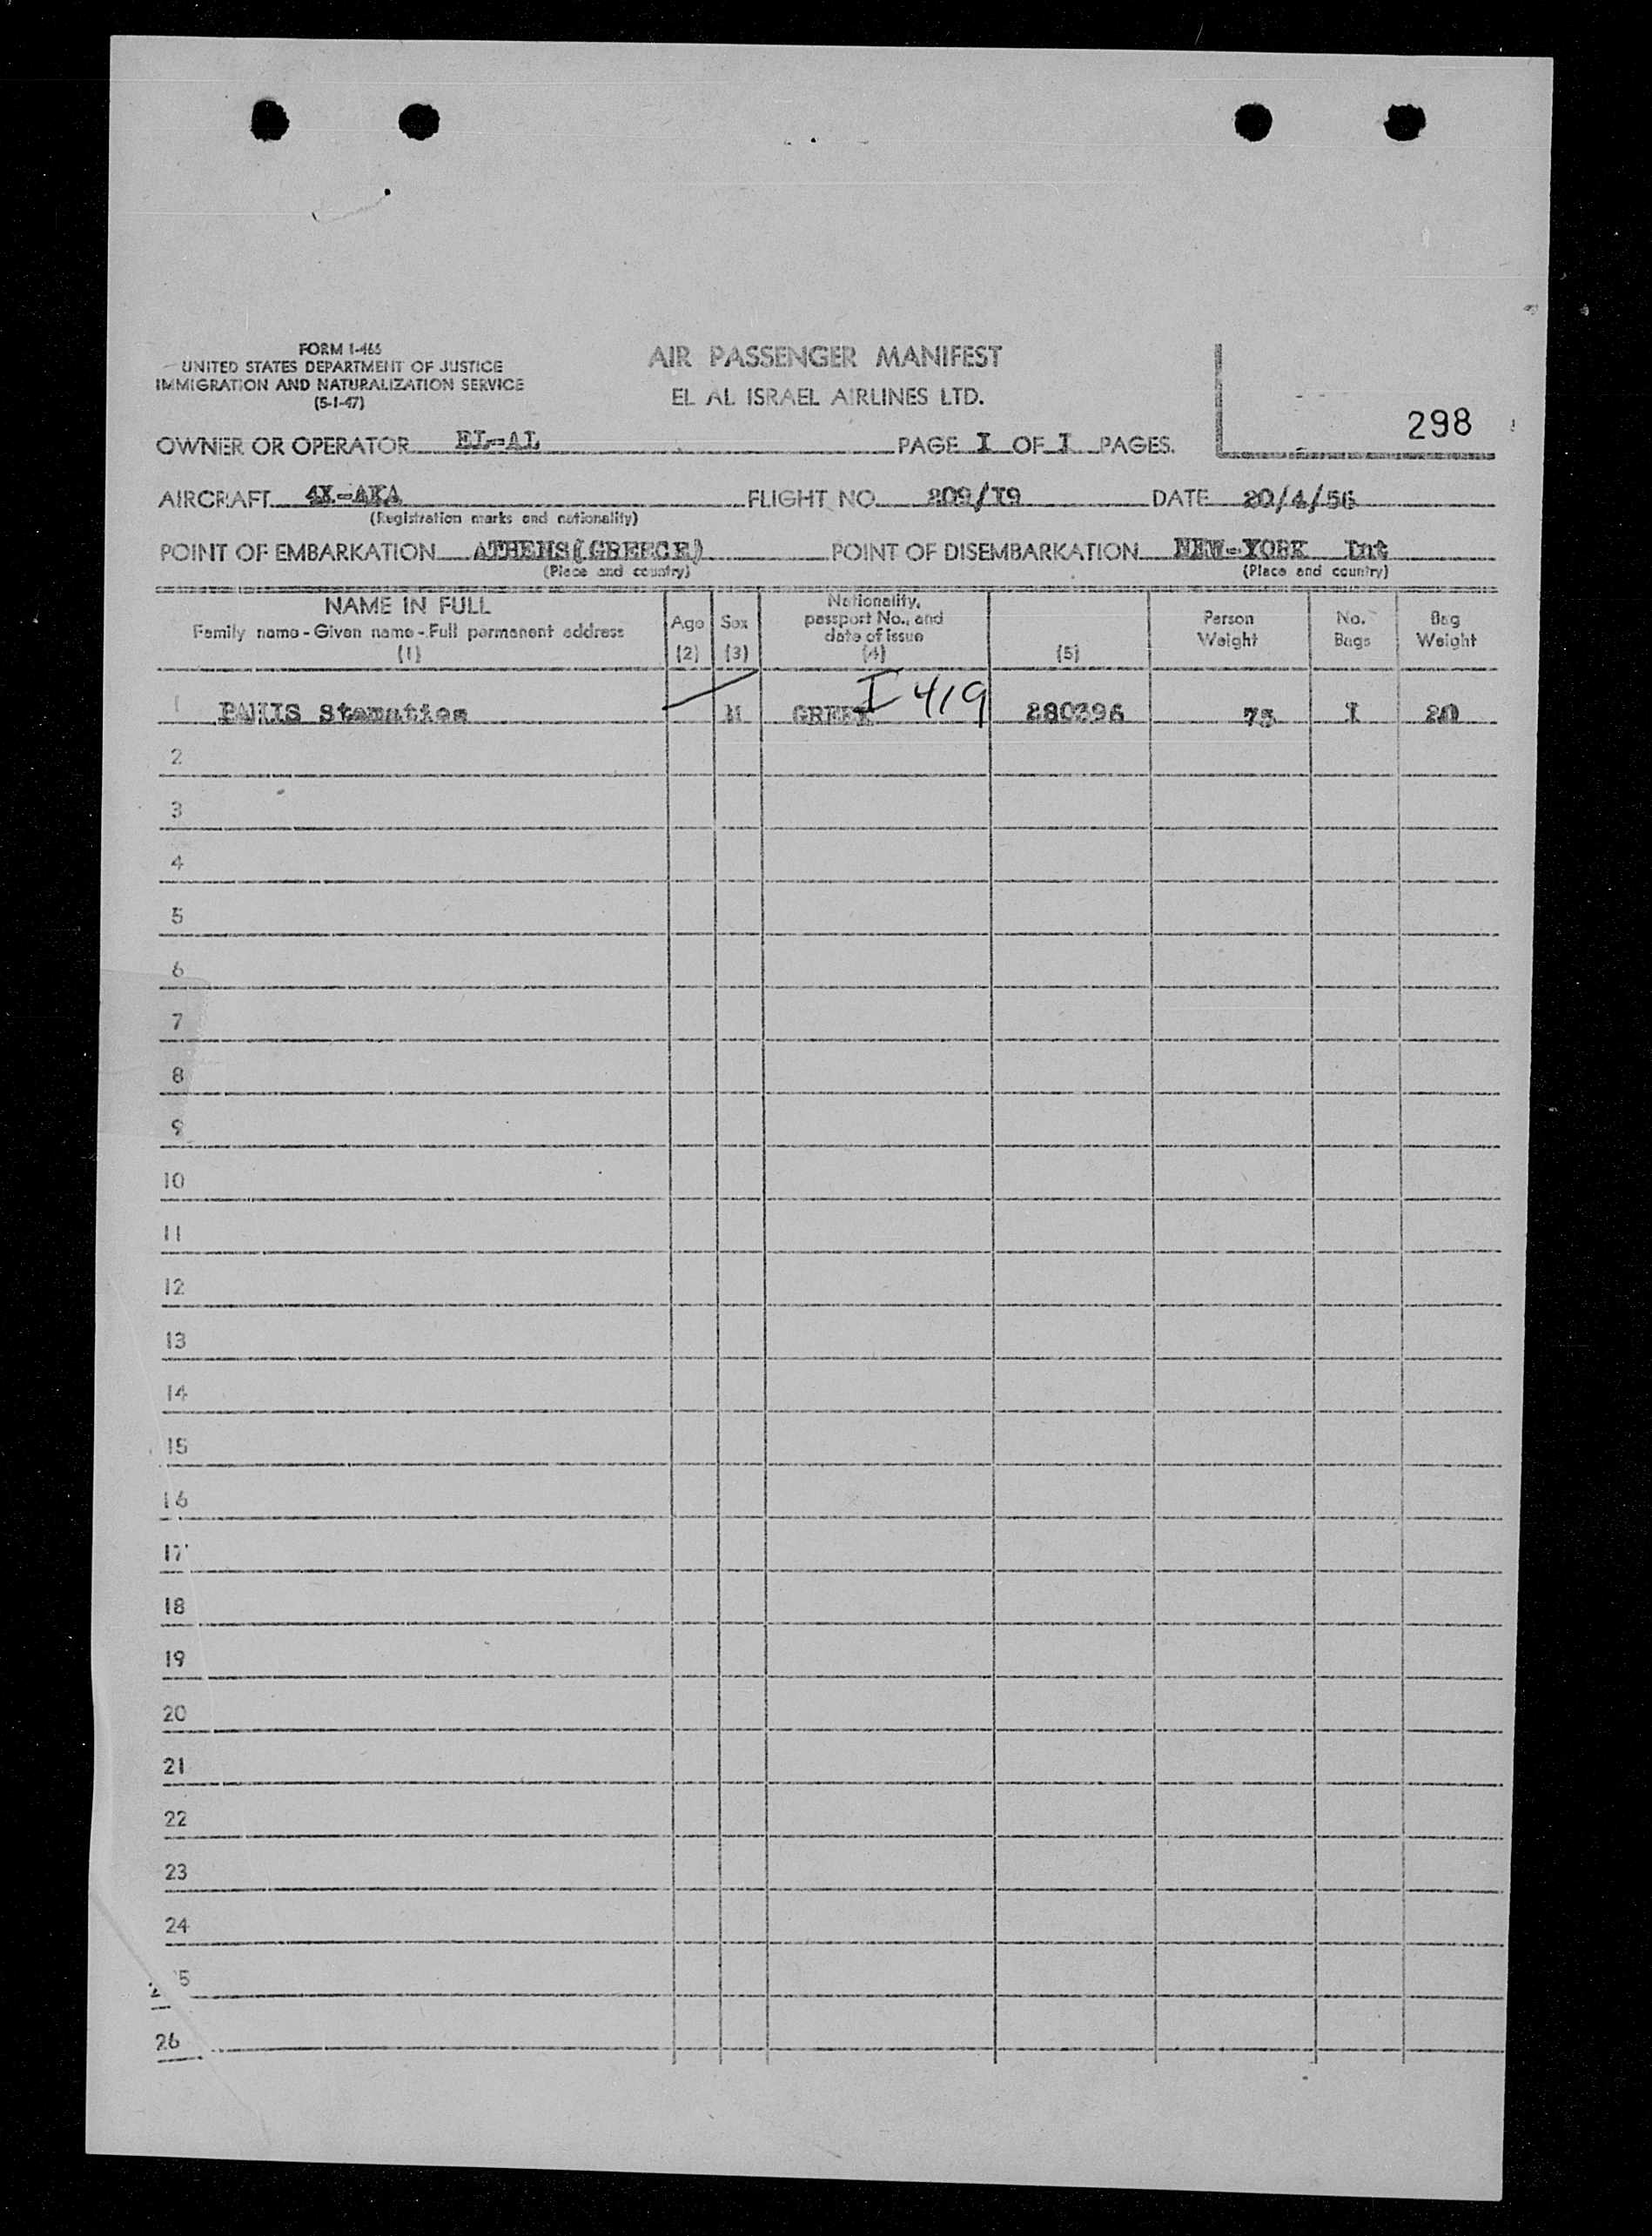 FORM I-466
UNITED STATES DEPARTMENT OF JUSTICE
IMMIGRATION AND NATURALIZATION SERVICE
(5-1-47)
AIR PASSENGER MANIFEST
EL AL ISRAEL AIRLINES LTD.
298
OWNER OR OPERATOR EL-AL PAGE I OF I PAGES.
AIRCRAFT 4X-AKA FLIGHT NO. 209/I9 DATE 20/4/56
(Registration marks and nationality)
POINT OF EMBARKATION ATHENS(GREECE) POINT OF DISEMBARKATION NEW-YORK Int
(Place and country) (Place and country)
NAME IN FULL
Family name - Given name - Full permanent address
(1)
Age
(2)
Sex
(3)
Nationality,
passport No., and
date of issue
(4)
(5)
Person
Weight
No.
Bags
Bag
Weight
I 419
1 Stamatios M GREEK 280396 75 I 20
2
3
4
5
6
7
8
9
10
11
12
13
14
15
16
17
18
19
20
21
22
23
24
25
26